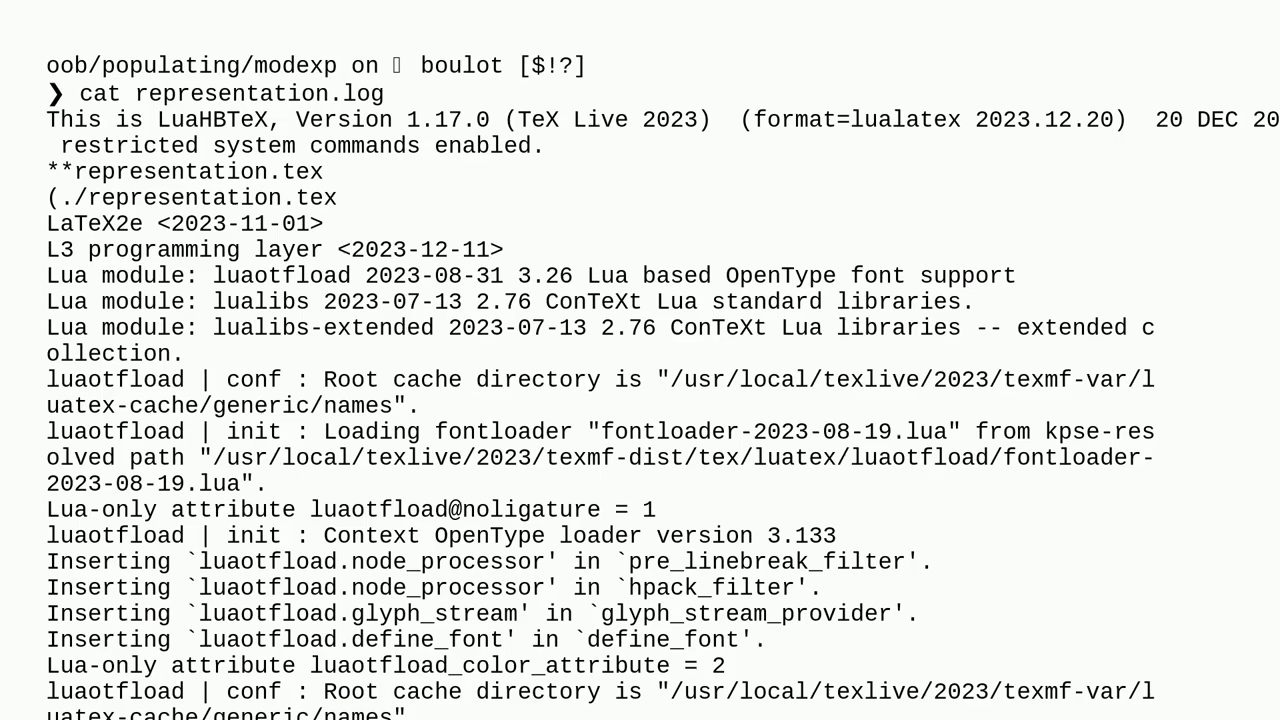 oob/populating/modexp on  boulot [$!?]
❯ cat representation.log
This is LuaHBTeX, Version 1.17.0 (TeX Live 2023)  (format=lualatex 2023.12.20)  20 DEC 20
 restricted system commands enabled.
**representation.tex
(./representation.tex
LaTeX2e <2023-11-01>
L3 programming layer <2023-12-11>
Lua module: luaotfload 2023-08-31 3.26 Lua based OpenType font support
Lua module: lualibs 2023-07-13 2.76 ConTeXt Lua standard libraries.
Lua module: lualibs-extended 2023-07-13 2.76 ConTeXt Lua libraries -- extended c
ollection.
luaotfload | conf : Root cache directory is "/usr/local/texlive/2023/texmf-var/l
uatex-cache/generic/names".
luaotfload | init : Loading fontloader "fontloader-2023-08-19.lua" from kpse-res
olved path "/usr/local/texlive/2023/texmf-dist/tex/luatex/luaotfload/fontloader-
2023-08-19.lua".
Lua-only attribute luaotfload@noligature = 1
luaotfload | init : Context OpenType loader version 3.133
Inserting `luaotfload.node_processor' in `pre_linebreak_filter'.
Inserting `luaotfload.node_processor' in `hpack_filter'.
Inserting `luaotfload.glyph_stream' in `glyph_stream_provider'.
Inserting `luaotfload.define_font' in `define_font'.
Lua-only attribute luaotfload_color_attribute = 2
luaotfload | conf : Root cache directory is "/usr/local/texlive/2023/texmf-var/l
uatex-cache/generic/names"